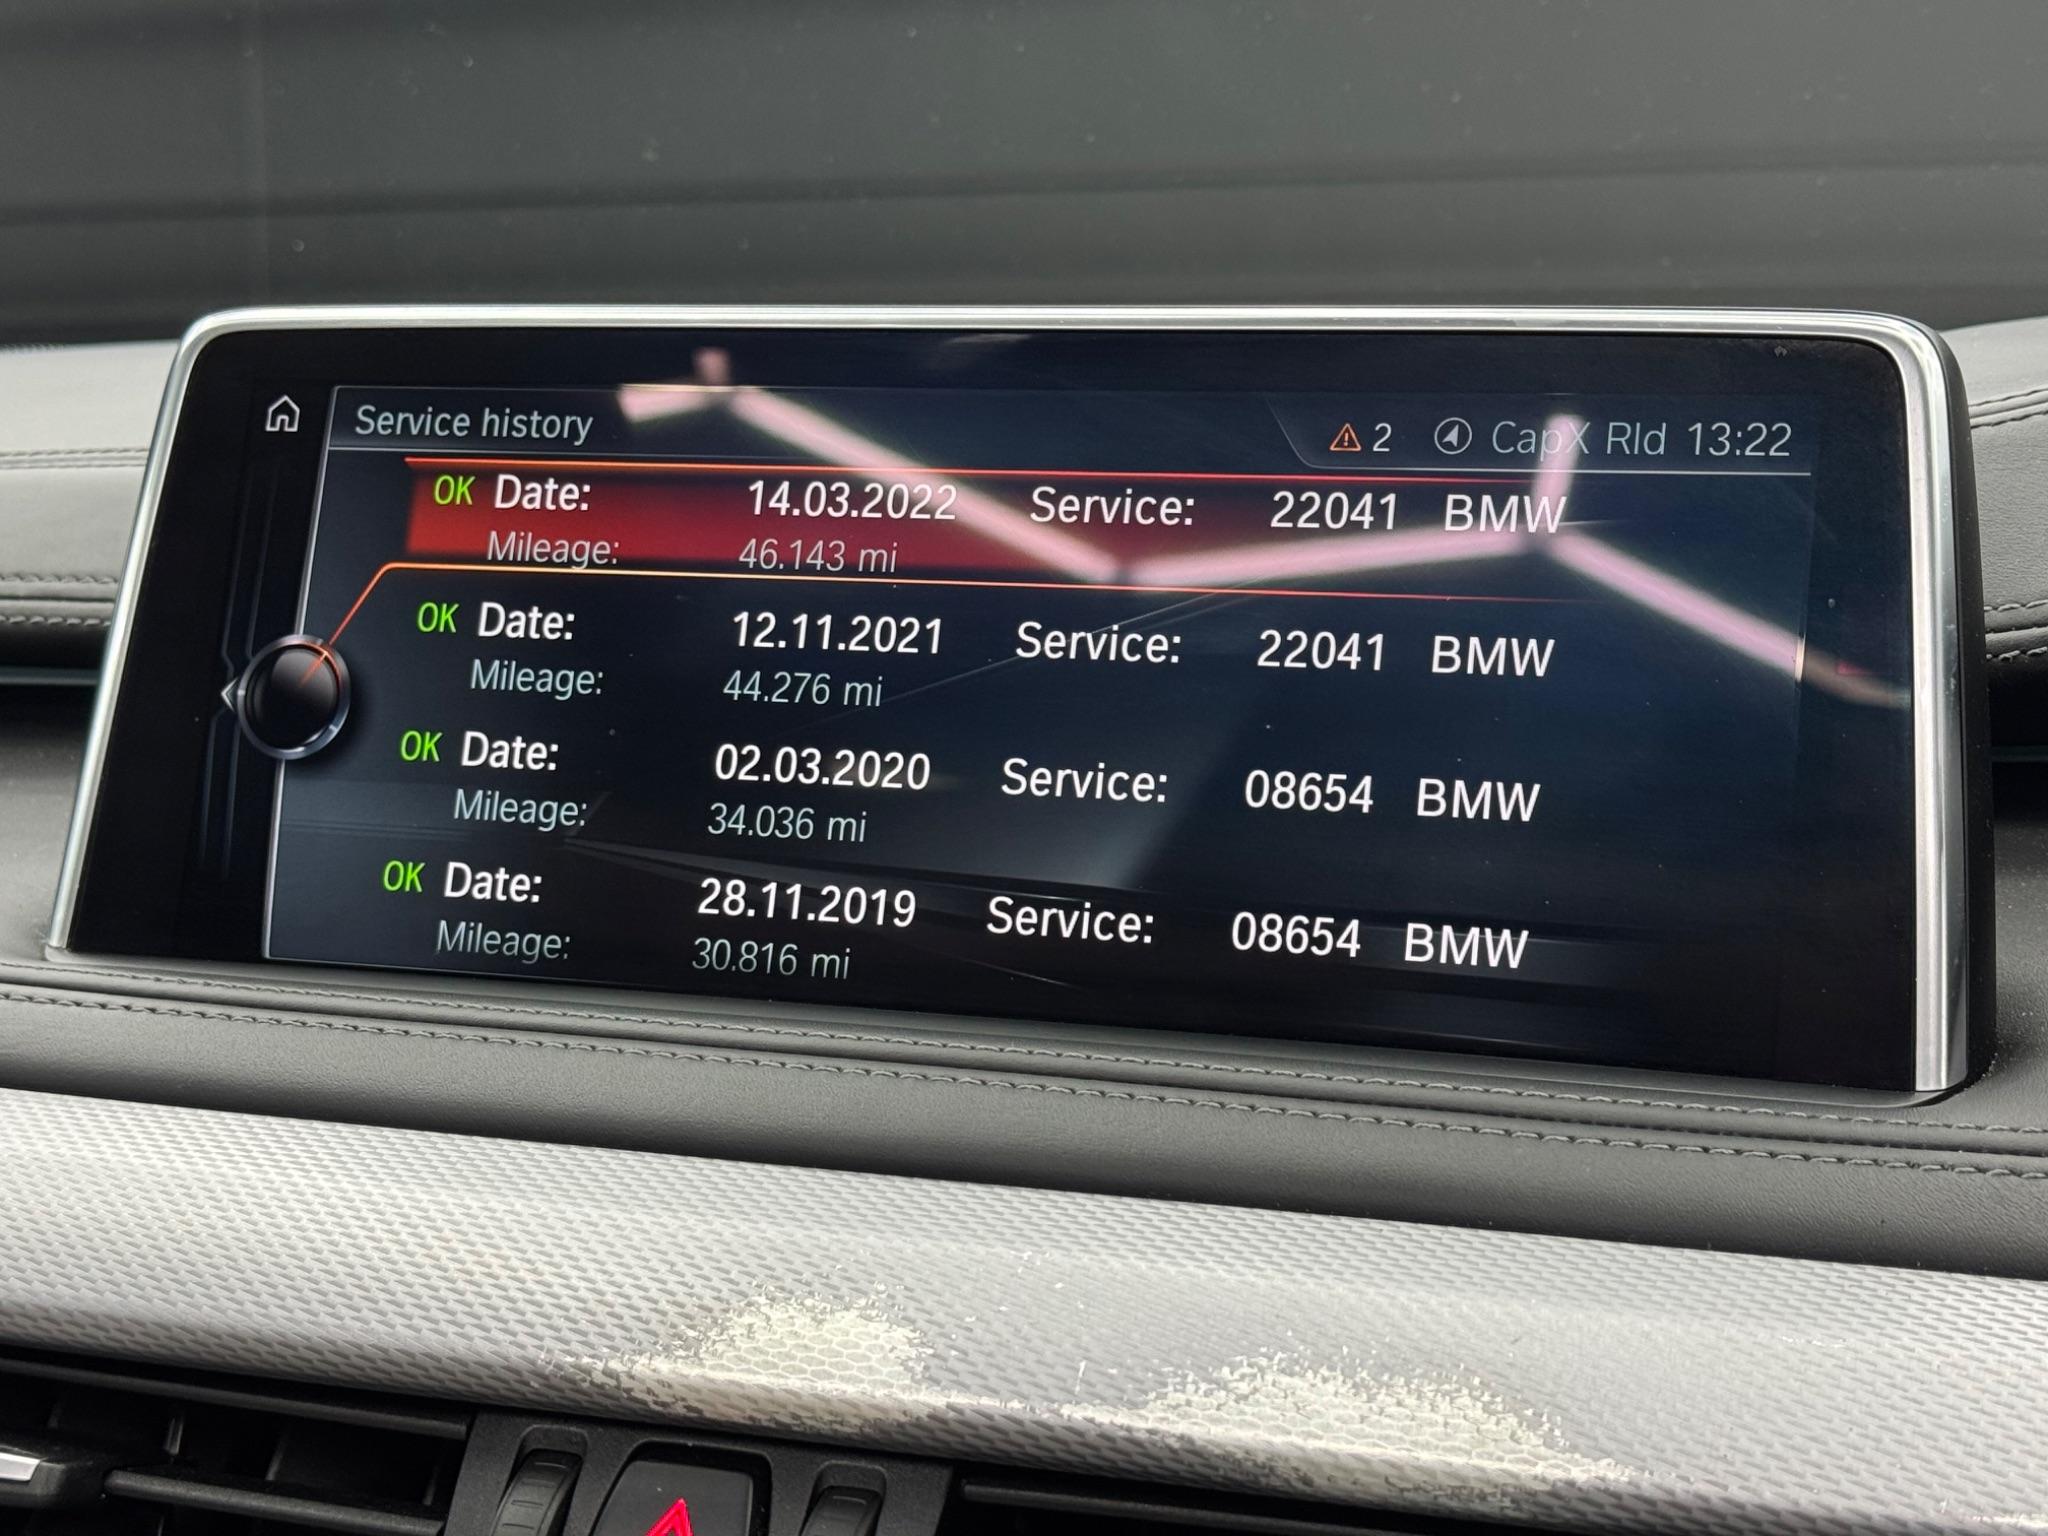 Service history
2 CapX Rld 13:22
OK Date: 14.03.2022 Service: 22041 BMW
Mileage: 46.143 mi
OK Date: 12.11.2021 Service: 22041 BMW
Mileage: 44.276 mi
OK Date: 02.03.2020 Service: 08654 BMW
Mileage: 34.036 mi
OK Date: 28.11.2019 Service: 08654 BMW
Mileage: 30.816 mi